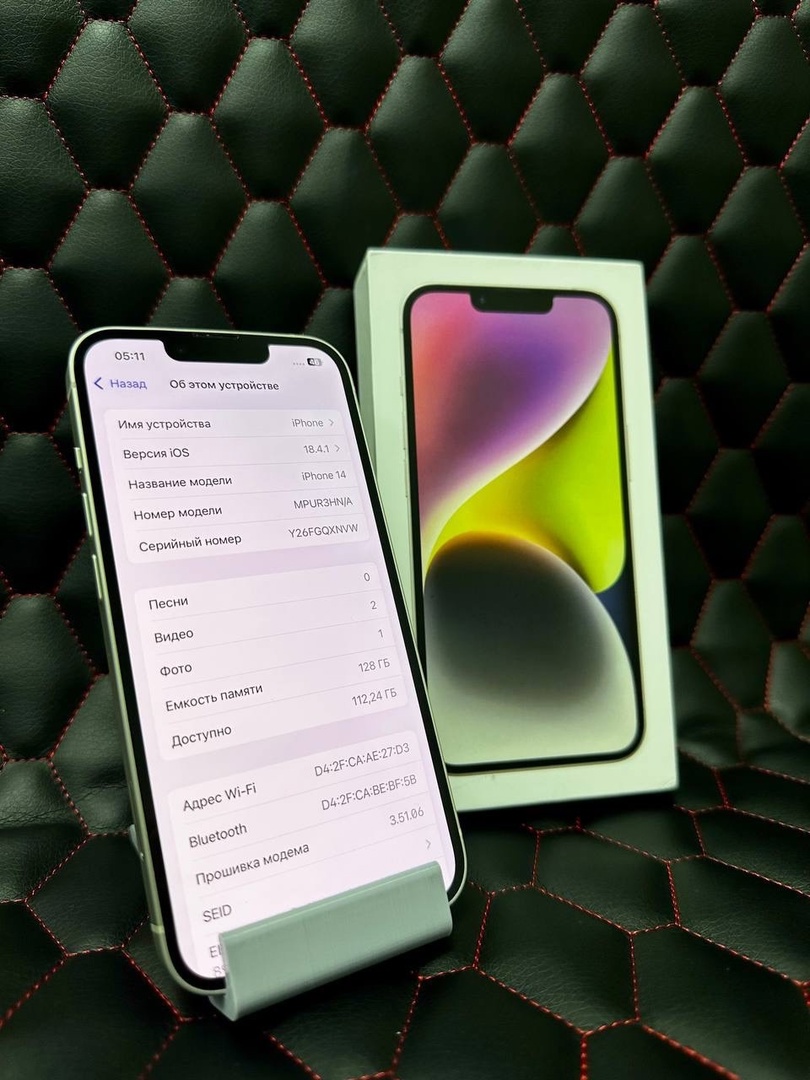 05:11
Назад Об этом устройстве
Имя устройства iPhone
Версия iOS 18.4.1
Название модели iPhone 14
Номер модели MPUR3HN/A
Серийный номер Y26FGQXNVW
Песни 0
Видео 2
Фото 1
Емкость памяти 128 ГБ
Доступно 112,24 ГБ
Адрес Wi-Fi D4:2F:CA:AE:27:D3
Bluetooth D4:2F:CA:BE:BF:5B
Прошивка модема 3.51.06
SEID